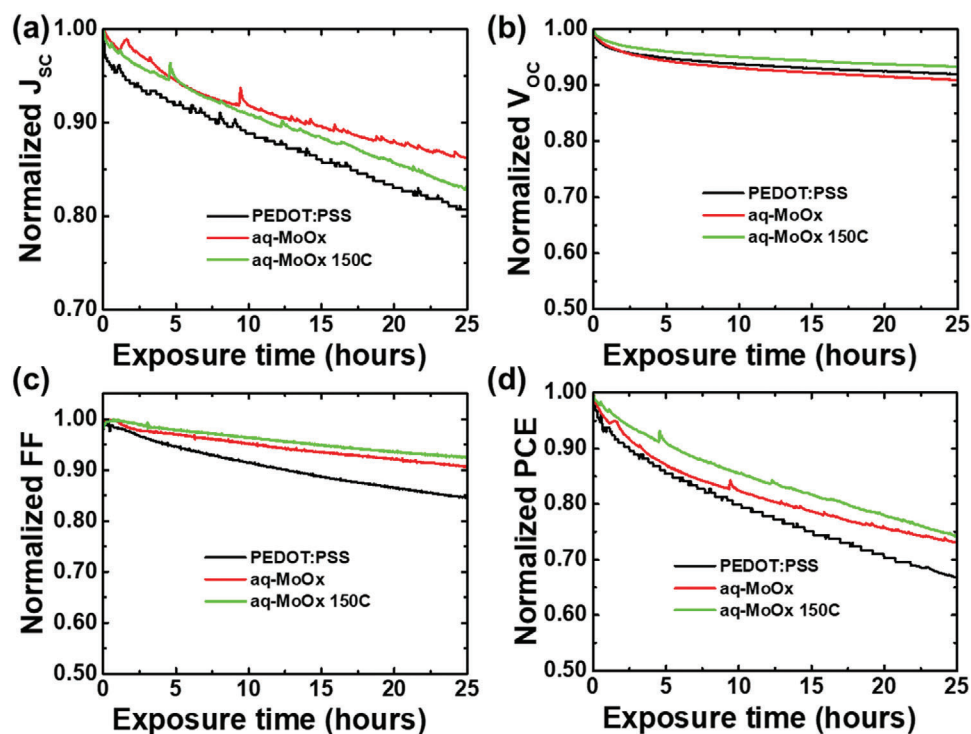 (a)
Normalized JSC
1.00
0.90
0.80
0.70
PEDOT:PSS
aq-MoOx
aq-MoOx 150C
0 5 10 15 20 25
Exposure time (hours)
(b)
Normalized VOC
1.00
0.90
0.80
0.70
0.60
0.50
PEDOT:PSS
aq-MoOx
aq-MoOx 150C
0 5 10 15 20 25
Exposure time (hours)
(c)
Normalized FF
1.00
0.90
0.80
0.70
0.60
0.50
PEDOT:PSS
aq-MoOx
aq-MoOx 150C
0 5 10 15 20 25
Exposure time (hours)
(d)
Normalized PCE
1.00
0.90
0.80
0.70
0.60
0.50
PEDOT:PSS
aq-MoOx
aq-MoOx 150C
0 5 10 15 20 25
Exposure time (hours)